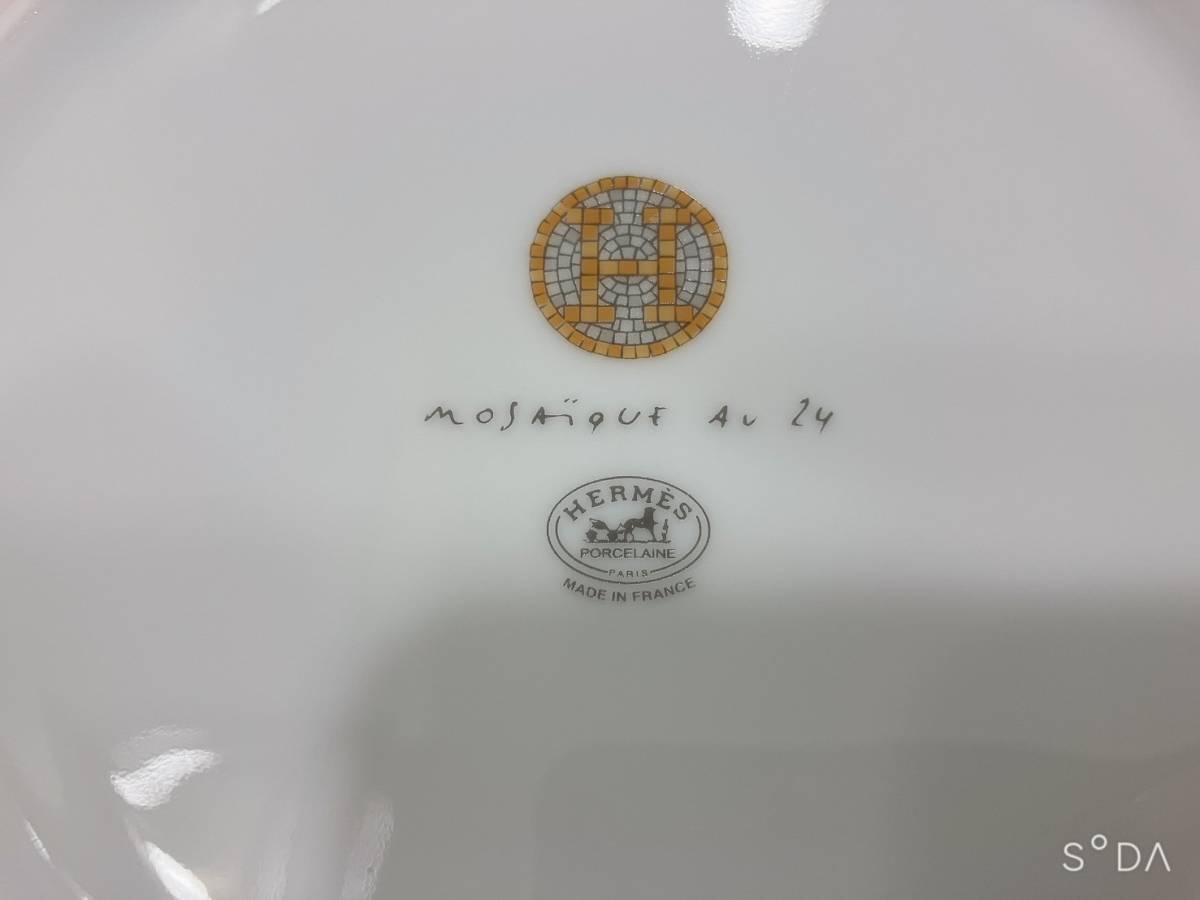 H
MOSAÏQUE AU 24
HERMÈS
PORCELAINE
PARIS
MADE IN FRANCE
S°DA